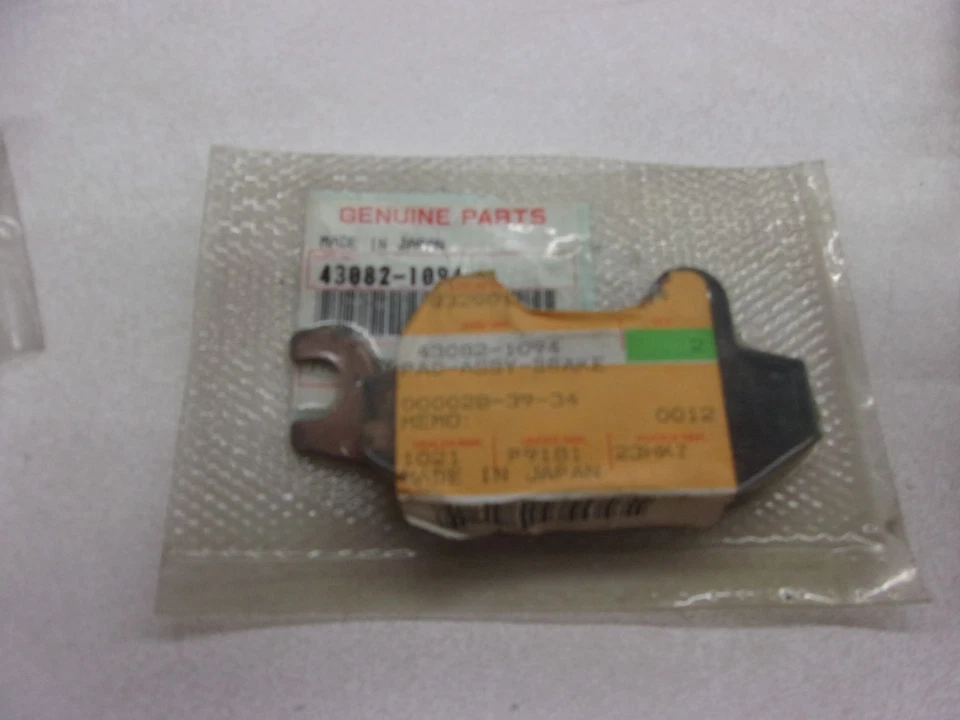 GENUINE PARTS
MADE IN JAPAN
43082-1094
43082-1094 2
PAD-ASSY-BRAKE
000028-39-34
MEMO: 0012
1021 P9181
MADE IN JAPAN